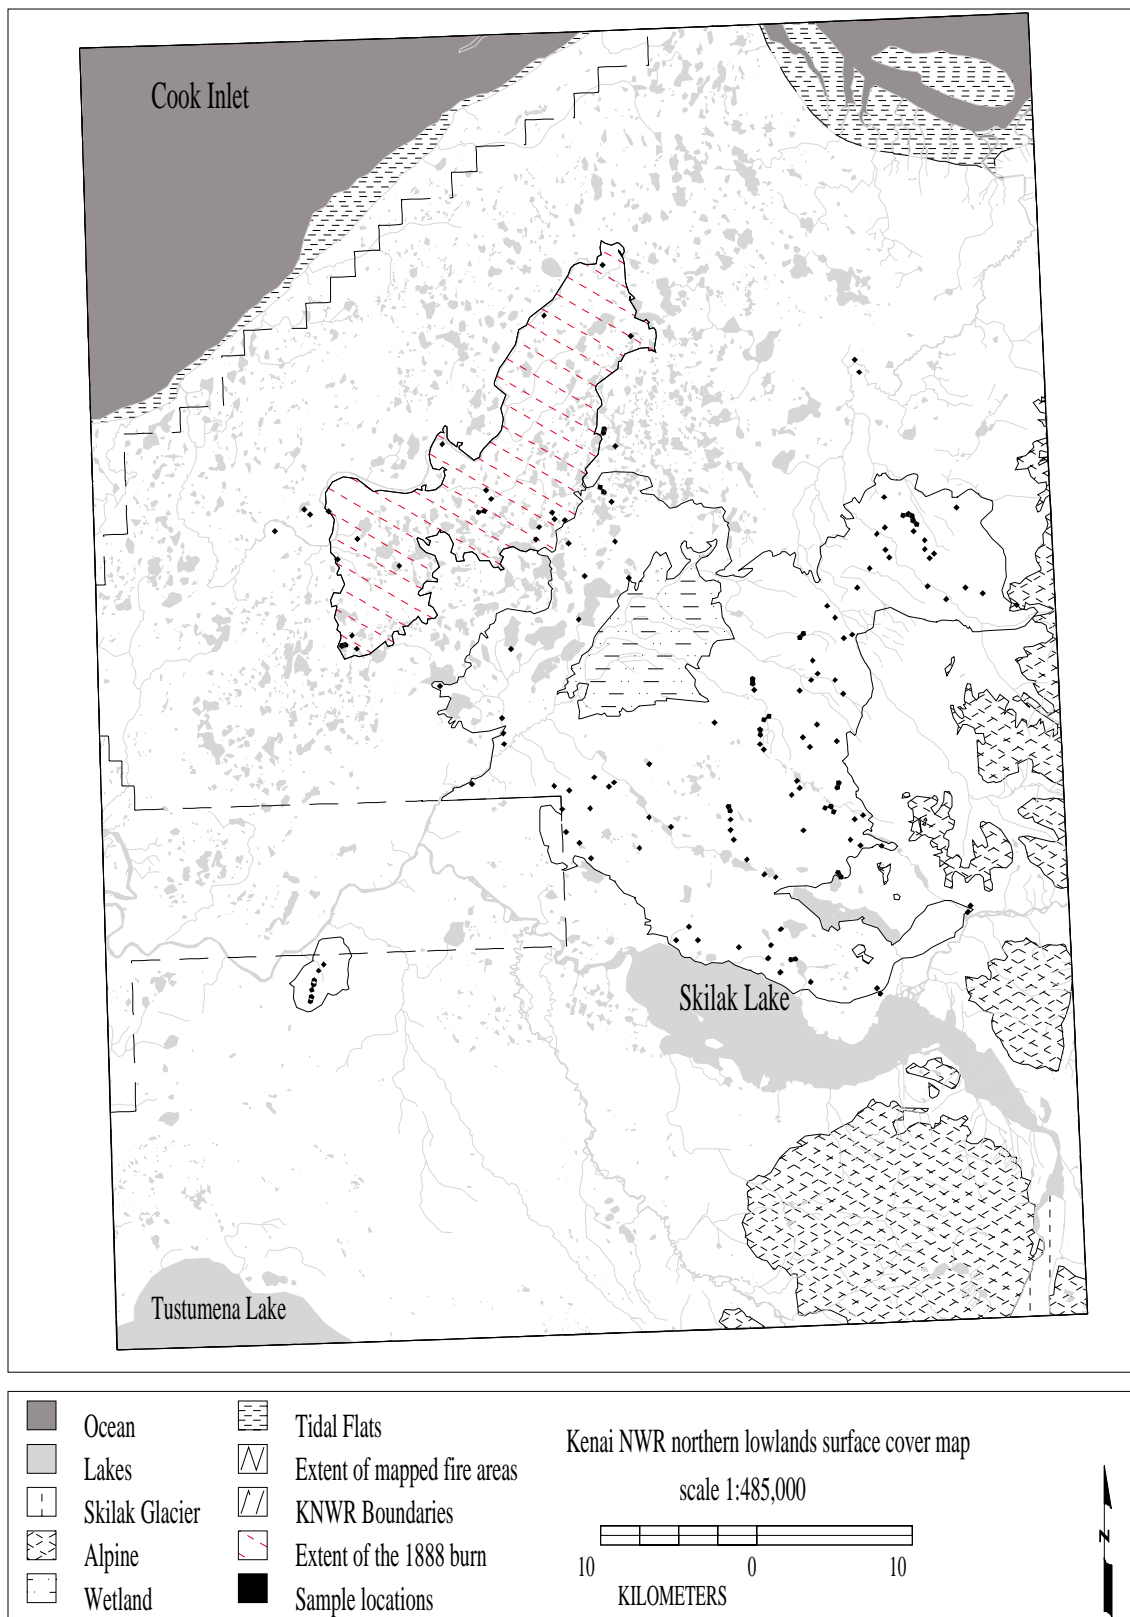 Cook Inlet
Skilak Lake
Tustumena Lake
Ocean
Lakes
Skilak Glacier
Alpine
Wetland
Tidal Flats
Extent of mapped fire areas
KNWR Boundaries
Extent of the 1888 burn
Sample locations
Kenai NWR northern lowlands surface cover map
scale 1:485,000
10 0 10
KILOMETERS
N